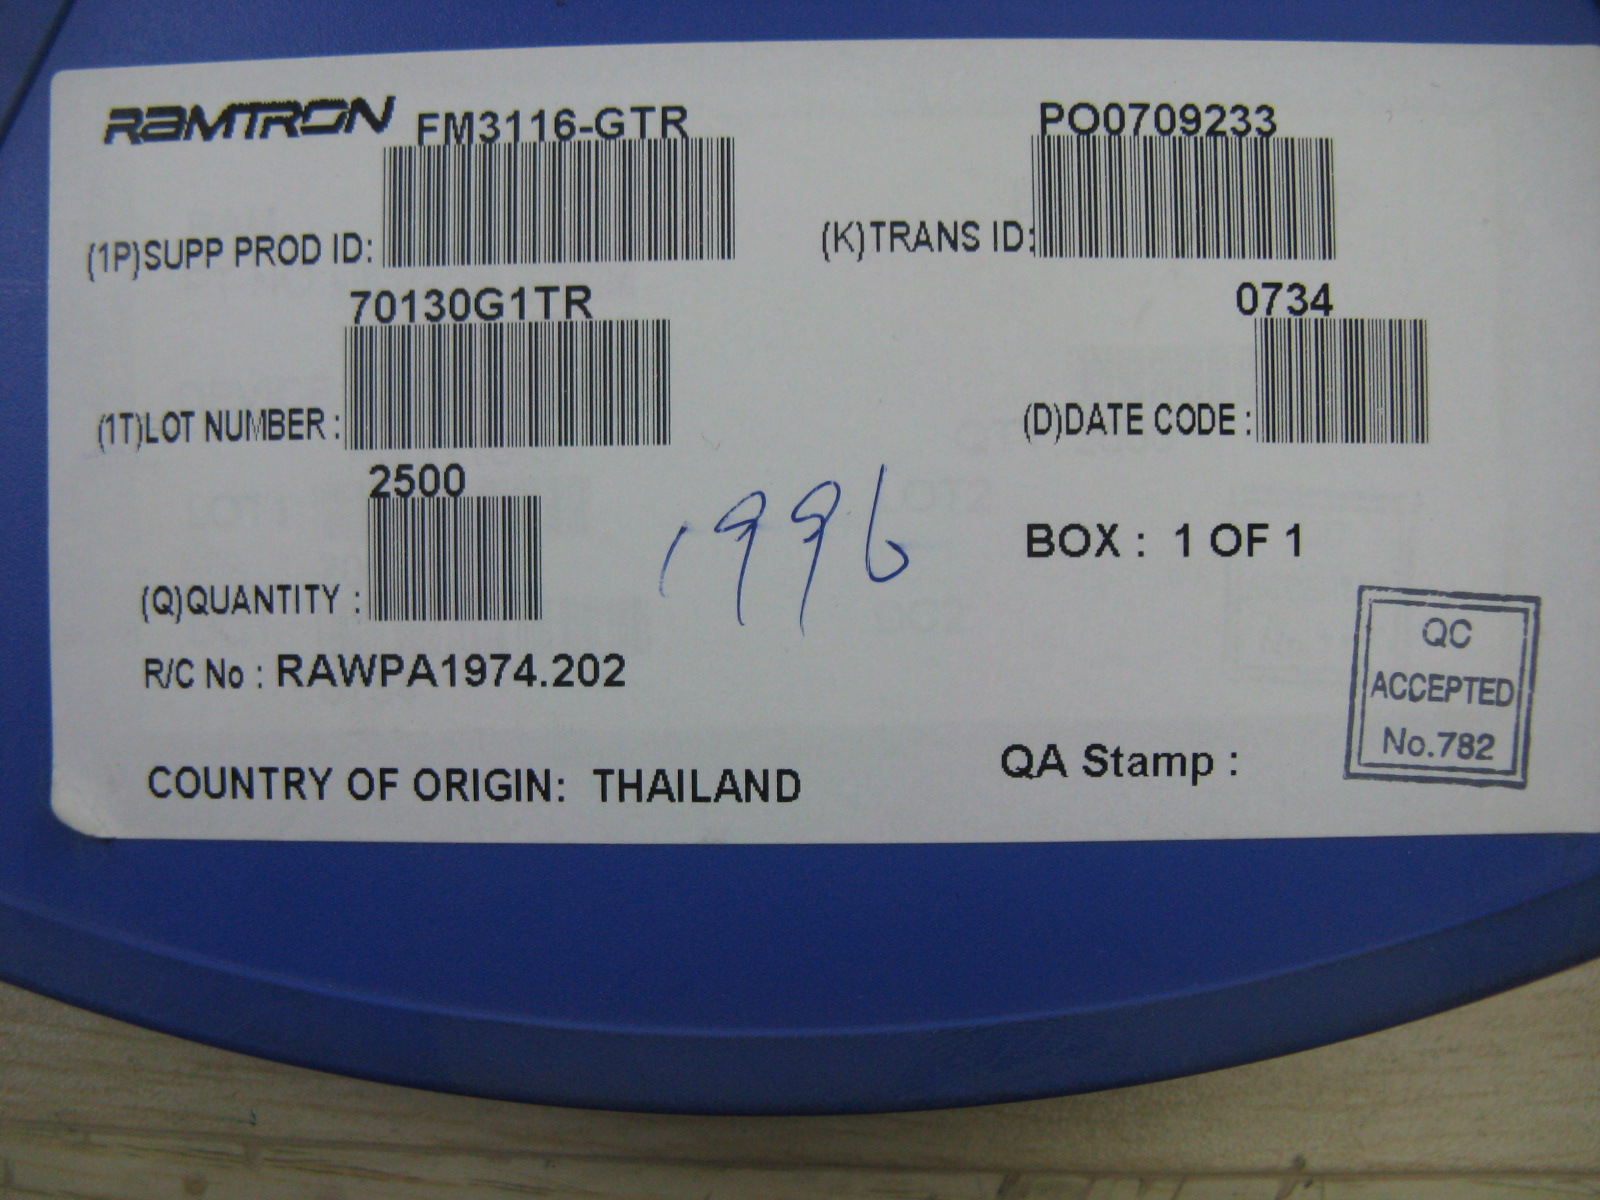 RAMTRON FM3116-GTR PO0709233
(1P)SUPP PROD ID: (K)TRANS ID:
70130G1TR 0734
(1T)LOT NUMBER : (D)DATE CODE :
2500
1996
BOX : 1 OF 1
(Q)QUANTITY :
R/C No : RAWPA1974.202
QC
ACCEPTED
No.782
COUNTRY OF ORIGIN: THAILAND QA Stamp :